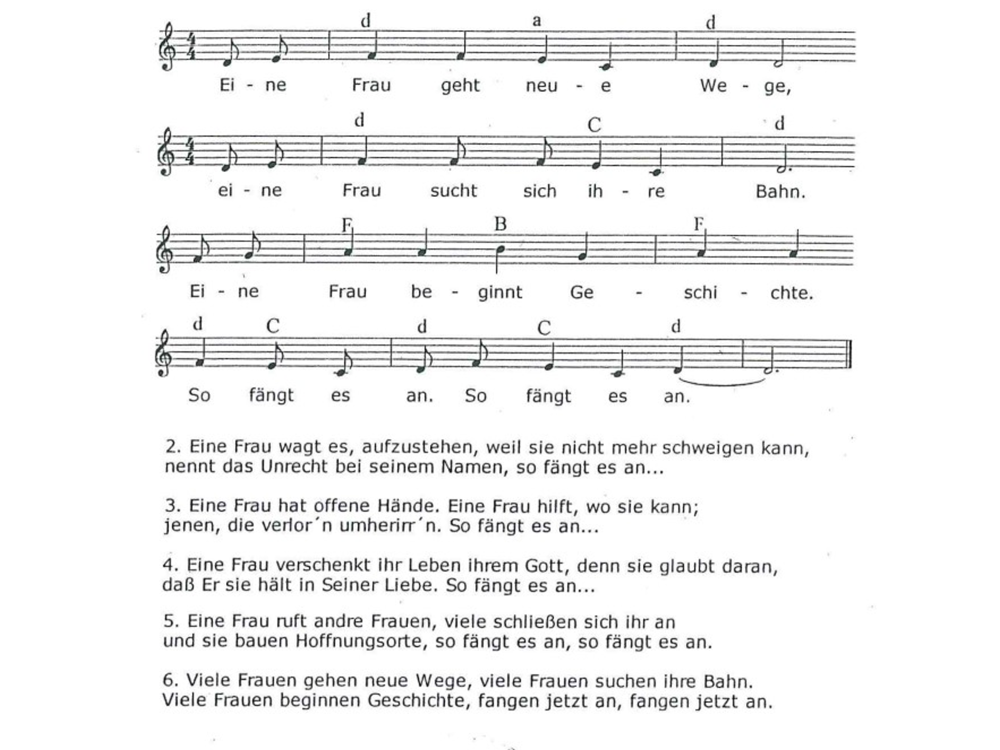 d a d
4 4
Ei - ne Frau geht neu - e We - ge,
d C d
4 4
ei - ne Frau sucht sich ih - re Bahn.
F B F
Ei - ne Frau be - ginnt Ge - schi - chte.
d C d C d
So fängt es an. So fängt es an.
2. Eine Frau wagt es, aufzustehen, weil sie nicht mehr schweigen kann,
nennt das Unrecht bei seinem Namen, so fängt es an...
3. Eine Frau hat offene Hände. Eine Frau hilft, wo sie kann;
jenen, die verlor´n umherirr´n. So fängt es an...
4. Eine Frau verschenkt ihr Leben ihrem Gott, denn sie glaubt daran,
daß Er sie hält in Seiner Liebe. So fängt es an...
5. Eine Frau ruft andre Frauen, viele schließen sich ihr an
und sie bauen Hoffnungsorte, so fängt es an, so fängt es an.
6. Viele Frauen gehen neue Wege, viele Frauen suchen ihre Bahn.
Viele Frauen beginnen Geschichte, fangen jetzt an, fangen jetzt an.